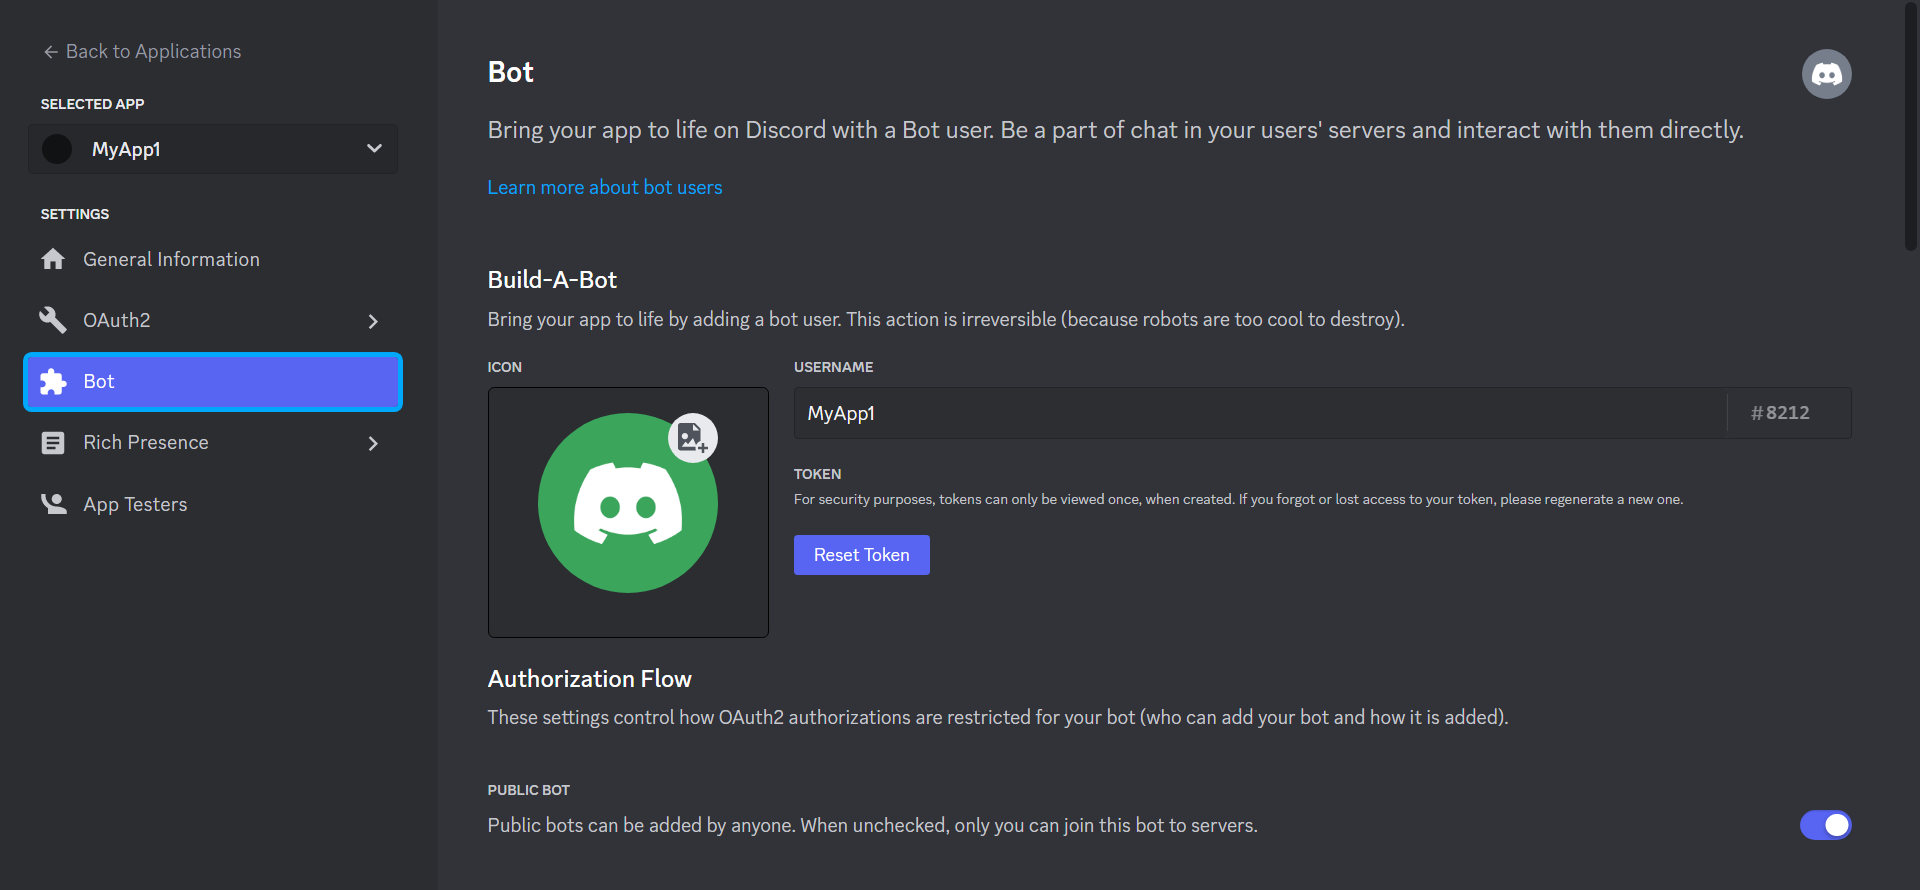 Back to Applications
SELECTED APP
MyApp1
SETTINGS
General Information
OAuth2
Bot
Rich Presence
App Testers
Bot
Bring your app to life on Discord with a Bot user. Be a part of chat in your users' servers and interact with them directly.
Learn more about bot users
Build-A-Bot
Bring your app to life by adding a bot user. This action is irreversible (because robots are too cool to destroy).
ICON
USERNAME
MyApp1 #8212
TOKEN
For security purposes, tokens can only be viewed once, when created. If you forgot or lost access to your token, please regenerate a new one.
Reset Token
Authorization Flow
These settings control how OAuth2 authorizations are restricted for your bot (who can add your bot and how it is added).
PUBLIC BOT
Public bots can be added by anyone. When unchecked, only you can join this bot to servers.